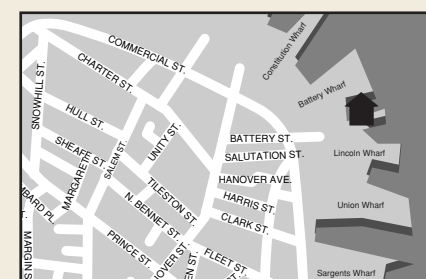 Constitution Wharf
COMMERCIAL ST.
CHARTER ST.
SNOWHILL ST.
Battery Wharf
HULL ST.
UNITY ST.
BATTERY ST.
SALUTATION ST.
Lincoln Wharf
SHEAFE ST.
SALEM ST.
MARGARET
HANOVER AVE.
TILESTON ST.
HARRIS ST.
N. BENNET ST.
Union Wharf
CLARK ST.
PRINCE ST.
FLEET ST.
Sargents Wharf